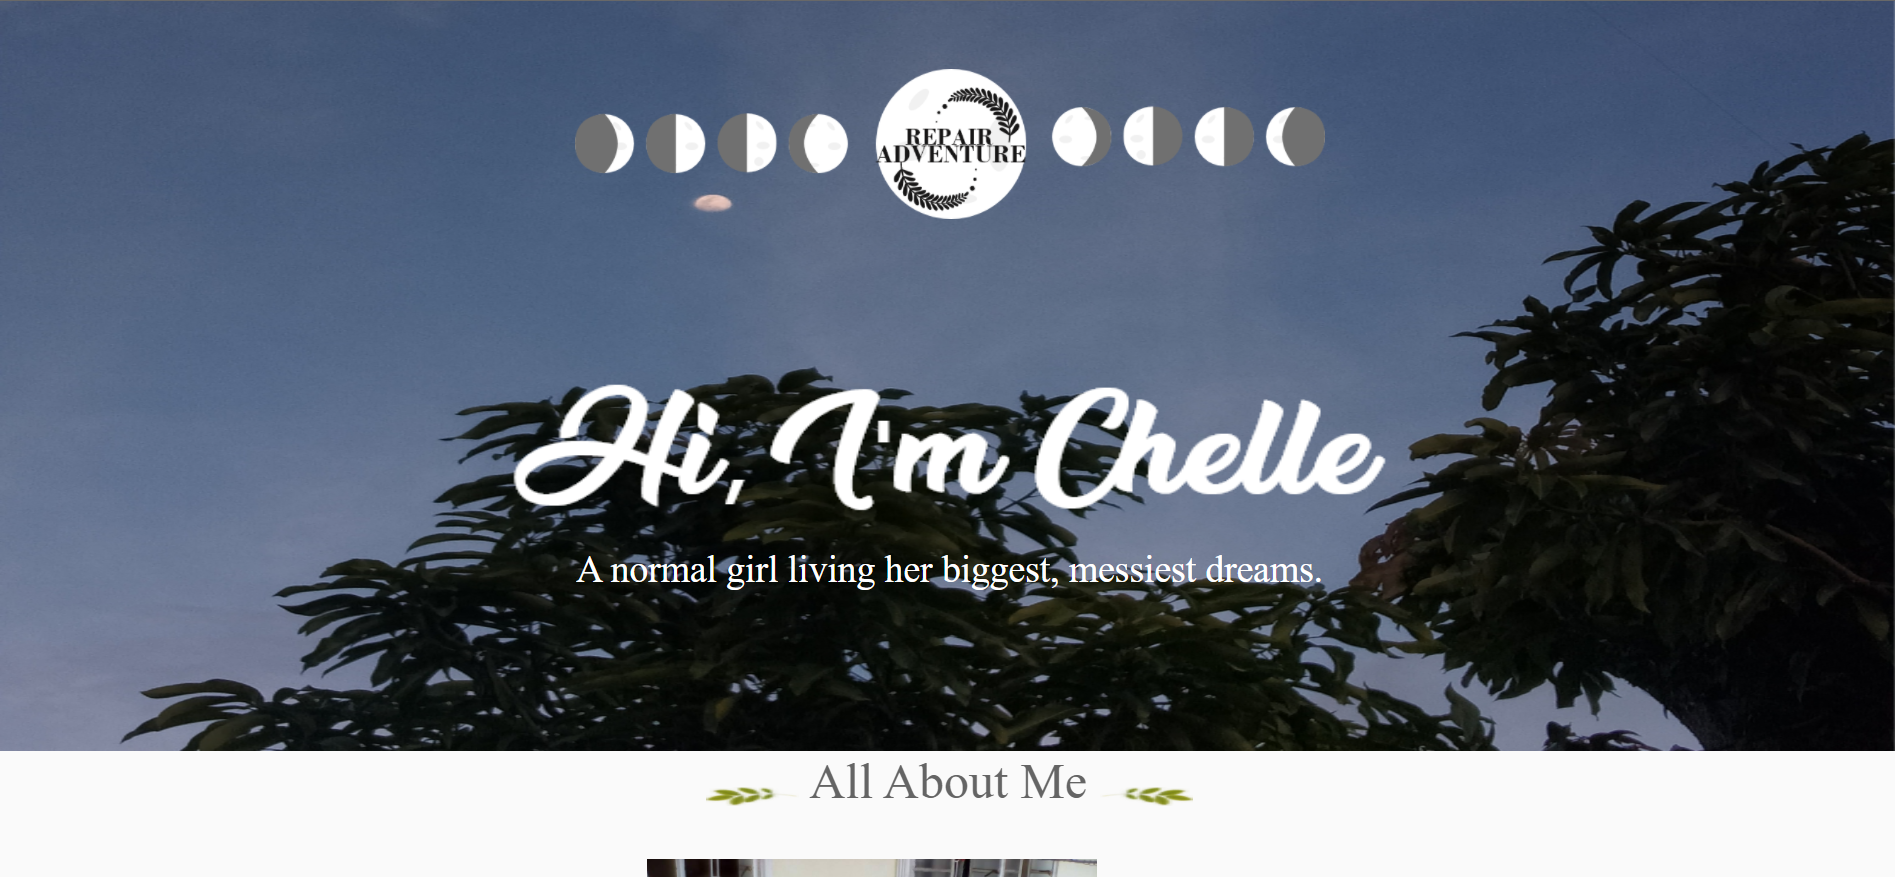 REPAIR
ADVENTURE
Hi, I'm Chelle
A normal girl living her biggest, messiest dreams.
All About Me